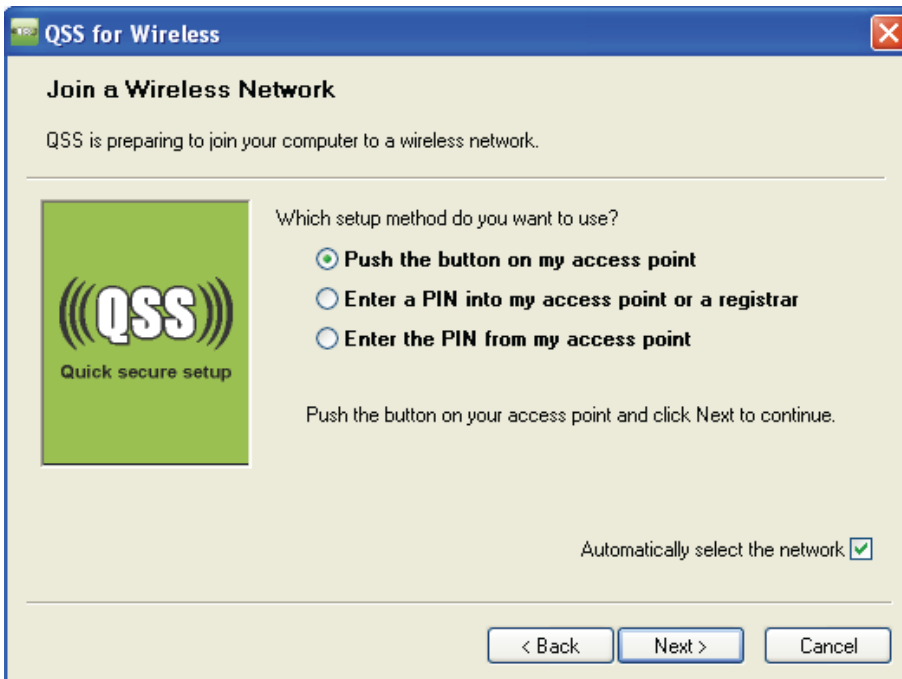 QSS for Wireless
Join a Wireless Network
QSS is preparing to join your computer to a wireless network.
Which setup method do you want to use?
Push the button on my access point
Enter a PIN into my access point or a registrar
Enter the PIN from my access point
(((QSS)))
Quick secure setup
Push the button on your access point and click Next to continue.
Automatically select the network
< Back
Next >
Cancel